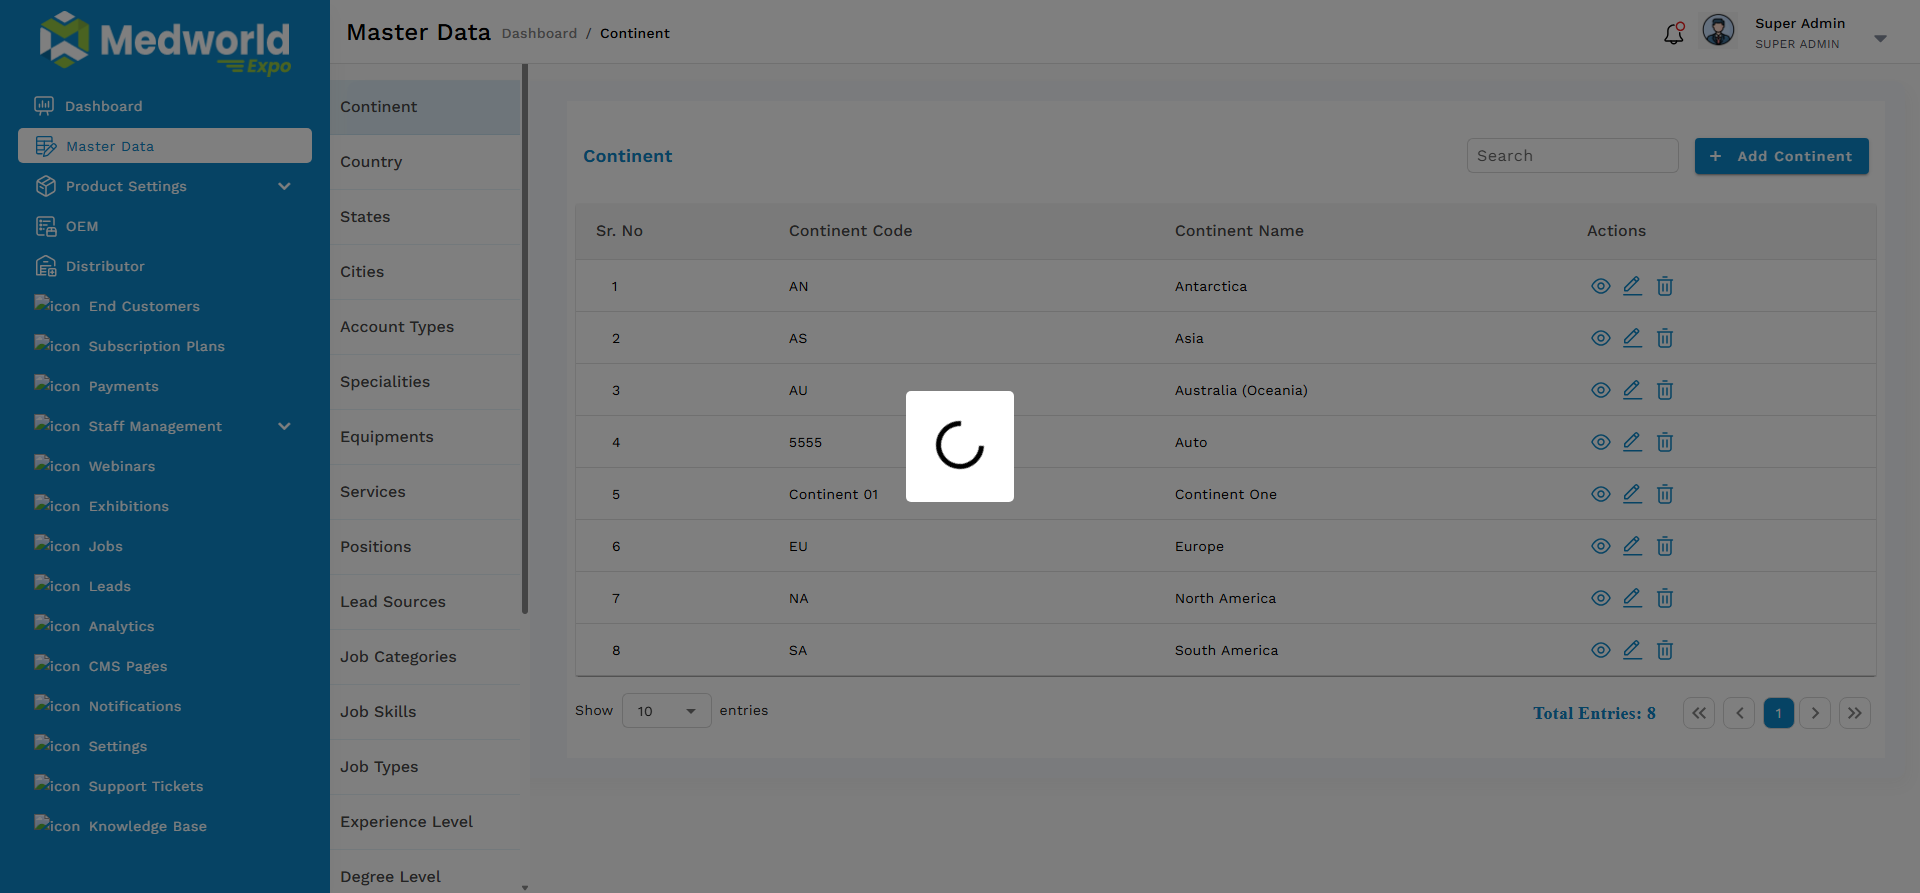 Medworld
Expo
Dashboard
Master Data
Product Settings
OEM
Distributor
icon End Customers
icon Subscription Plans
icon Payments
icon Staff Management
icon Webinars
icon Exhibitions
icon Jobs
icon Leads
icon Analytics
icon CMS Pages
icon Notifications
icon Settings
icon Support Tickets
icon Knowledge Base
Master Data Dashboard / Continent
Super Admin
SUPER ADMIN
Continent
Country
States
Cities
Account Types
Specialities
Equipments
Services
Positions
Lead Sources
Job Categories
Job Skills
Job Types
Experience Level
Degree Level
Continent Search + Add Continent
Sr. No Continent Code Continent Name Actions
1 AN Antarctica
2 AS Asia
3 AU Australia (Oceania)
4 5555 Auto
5 Continent 01 Continent One
6 EU Europe
7 NA North America
8 SA South America
Show 10 entries Total Entries: 8 1